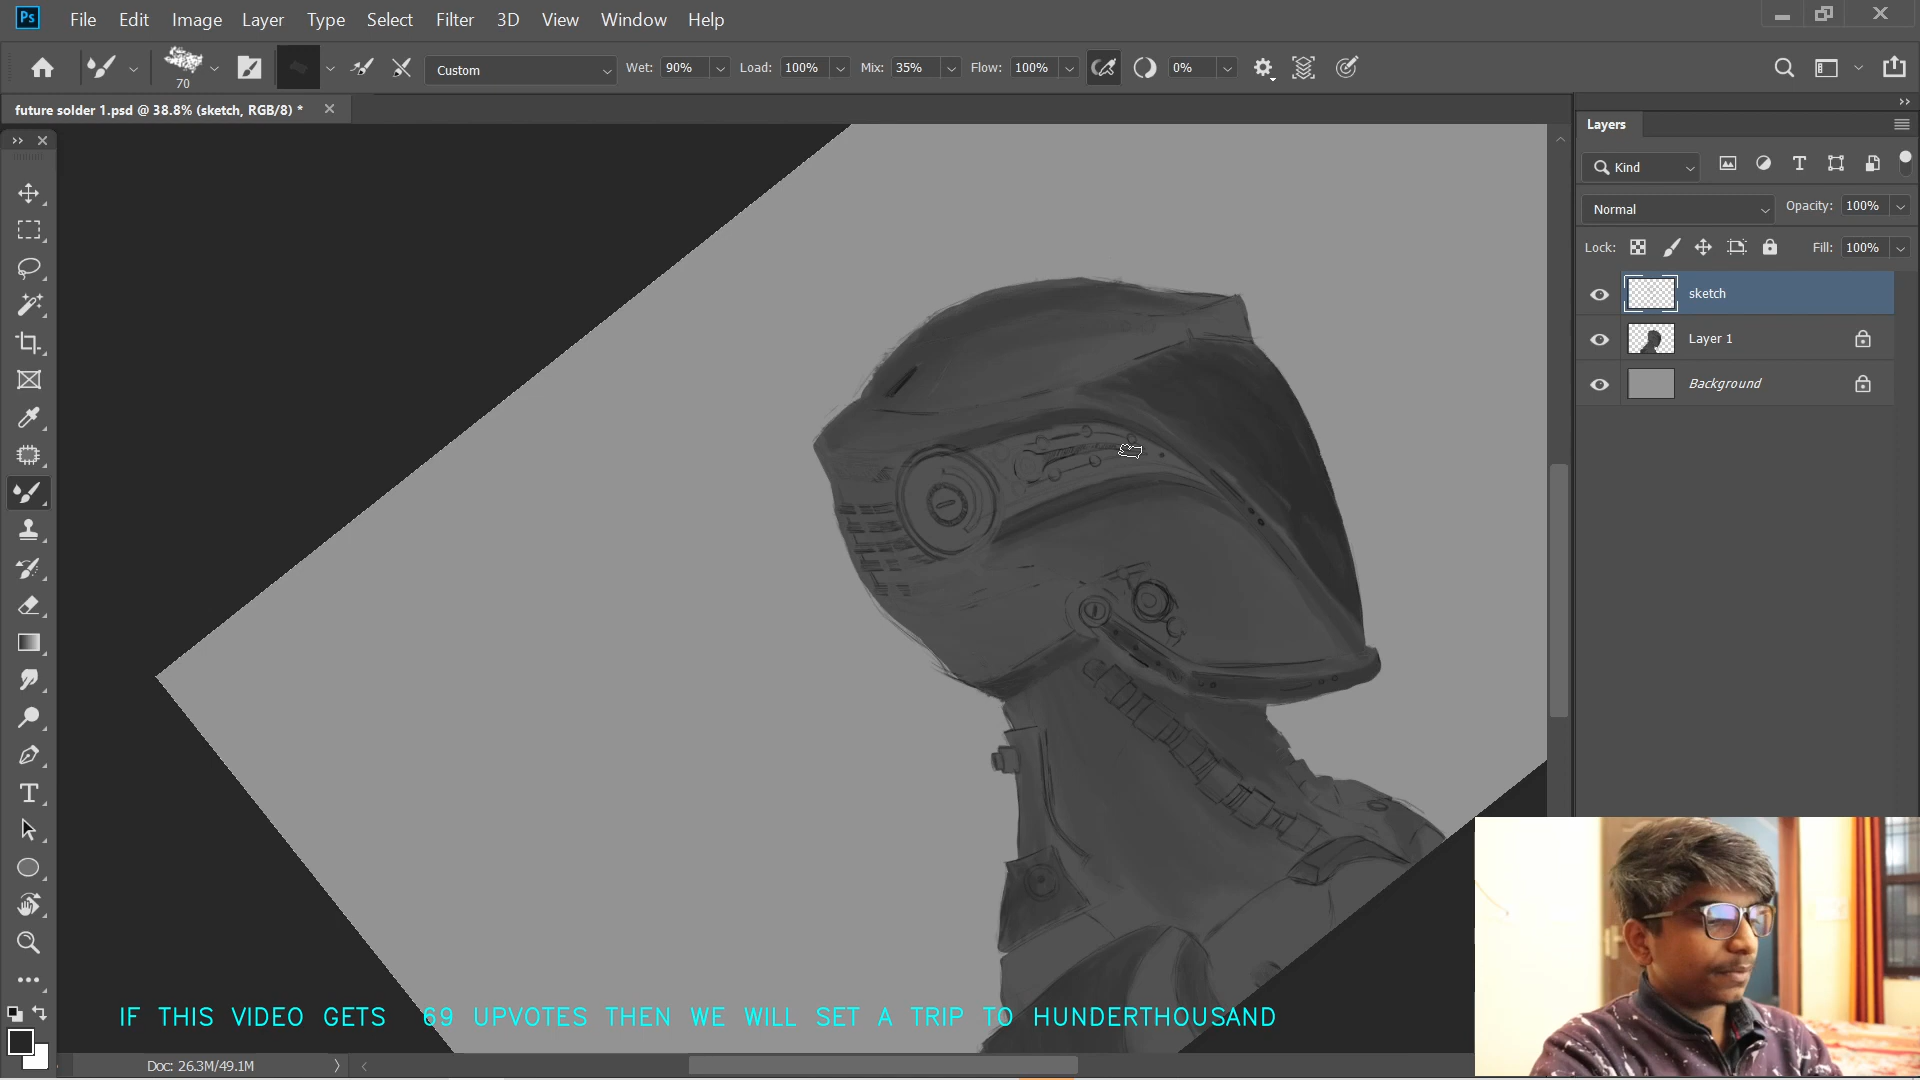 Ps File Edit Image Layer Type Select Filter 3D View Window Help
70 Custom Wet: 90% Load: 100% Mix: 35% Flow: 100% 0%
future solder 1.psd @ 38.8% (sketch, RGB/8) *
Layers
Kind
Normal Opacity: 100%
Lock: Fill: 100%
sketch
Layer 1
Background
IF THIS VIDEO GETS 69 UPVOTES THEN WE WILL SET A TRIP TO HUNDERTHOUSAND
Doc: 26.3M/49.1M